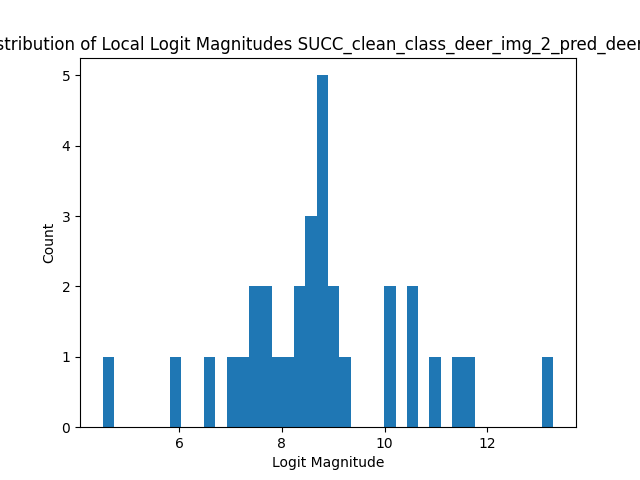 stribution of Local Logit Magnitudes SUCC_clean_class_deer_img_2_pred_deer
5
4
3
2
1
0
Count
6 8 10 12
Logit Magnitude